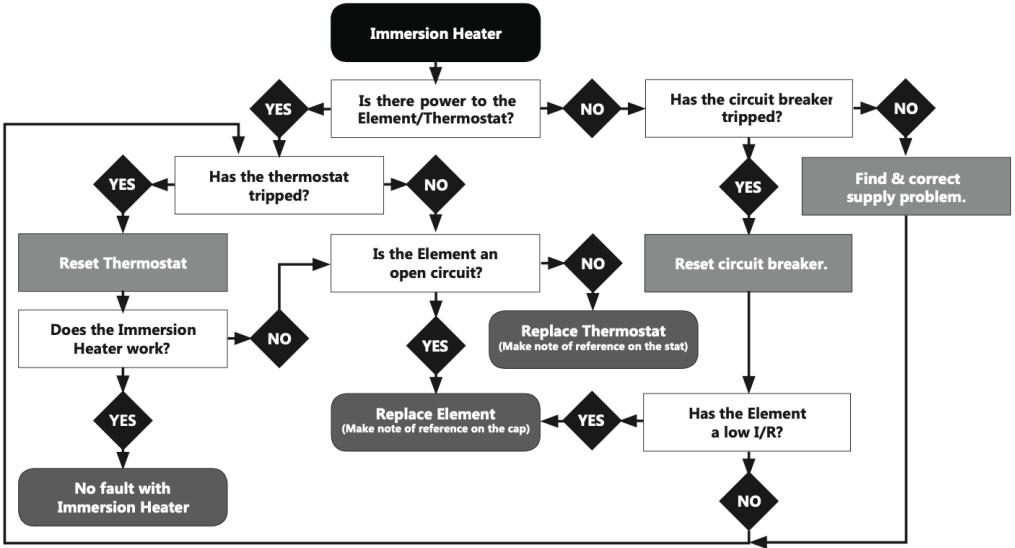 Immersion Heater
Is there power to the
Element/Thermostat?
YES
NO
Has the circuit breaker
tripped?
NO
Has the thermostat
tripped?
YES
NO
YES
Find & correct
supply problem.
Reset Thermostat
Is the Element an
open circuit?
NO
Reset circuit breaker.
Does the Immersion
Heater work?
NO
YES
Replace Thermostat
(Make note of reference on the stat)
YES
Replace Element
(Make note of reference on the cap)
YES
Has the Element
a low I/R?
No fault with
Immersion Heater
NO